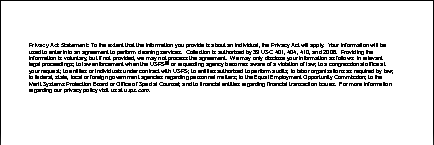 Privacy Act Statement: To the extent that the information you provide is about an individual, the Privacy Act will apply. Your information will be
used to enter into an agreement to perform cleaning services. Collection is authorized by 39 USC 401, 404, 410, and 2008. Providing the
information is voluntary, but if not provided, we may not process the agreement. We may only disclose your information as follows: in relevant
legal proceedings; to law enforcement when the USPS® or requesting agency becomes aware of a violation of law; to a congressional office at
your request; to entities or individuals under contract with USPS; to entities authorized to perform audits; to labor organizations as required by law;
to federal, state, local or foreign government agencies regarding personnel matters; to the Equal Employment Opportunity Commission; to the
Merit Systems Protection Board or Office of Special Counsel; and to financial entities regarding financial transaction issues. For more information
regarding our privacy policy visit us at usps.com.